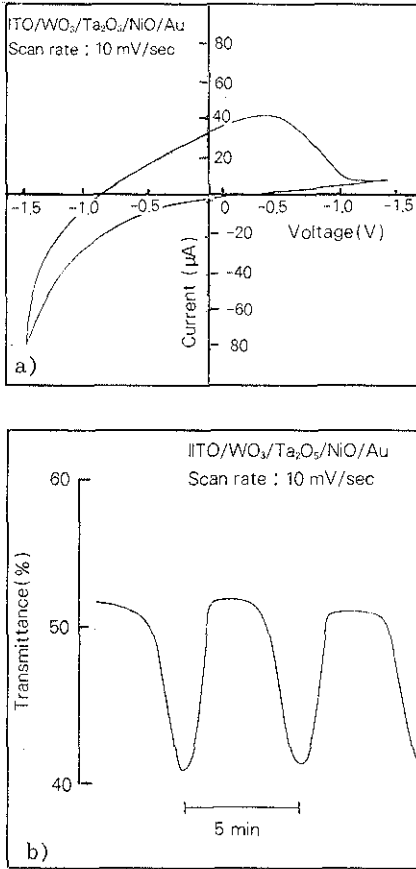 ITO/WO₃/Ta₂O₅/NiO/Au
Scan rate : 10 mV/sec
80
60
40
20
-1.5 -1.0 -0.5 0 -0.5 -1.0 -1.5
Voltage(V)
-20
-40
-60
80
Current (µA)
a)
IITO/WO₃/Ta₂O₅/NiO/Au
Scan rate : 10 mV/sec
60
50
40
Transmittance(%)
5 min
b)